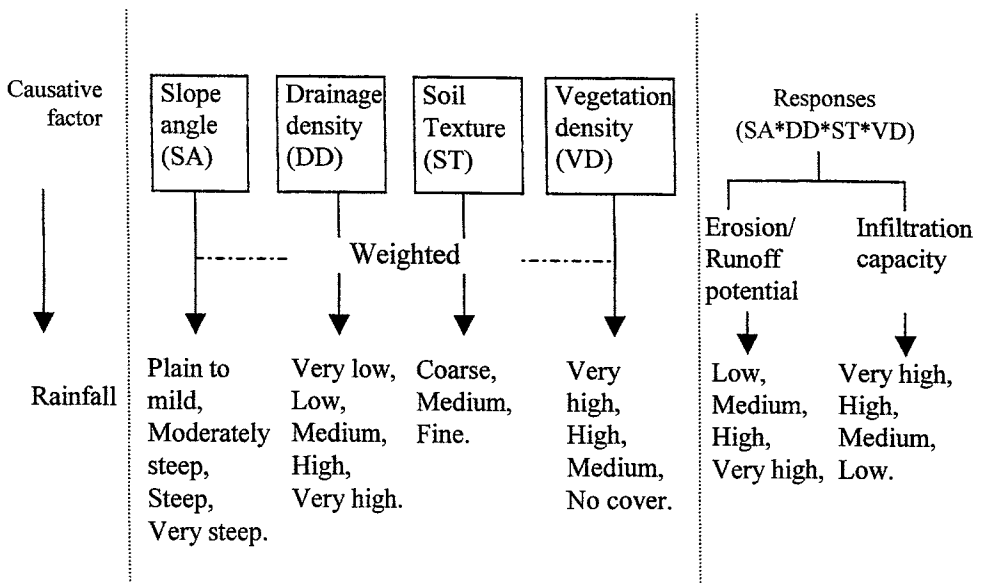 Causative
factor
Rainfall
Slope
angle
(SA)
Drainage
density
(DD)
Soil
Texture
(ST)
Vegetation
density
(VD)
Weighted
Plain to
mild,
Moderately
steep,
Steep,
Very steep.
Very low,
Low,
Medium,
High,
Very high.
Coarse,
Medium,
Fine.
Very
high,
High,
Medium,
No cover.
Responses
(SA*DD*ST*VD)
Erosion/
Runoff
potential
Low,
Medium,
High,
Very high,
Infiltration
capacity
Very high,
High,
Medium,
Low.